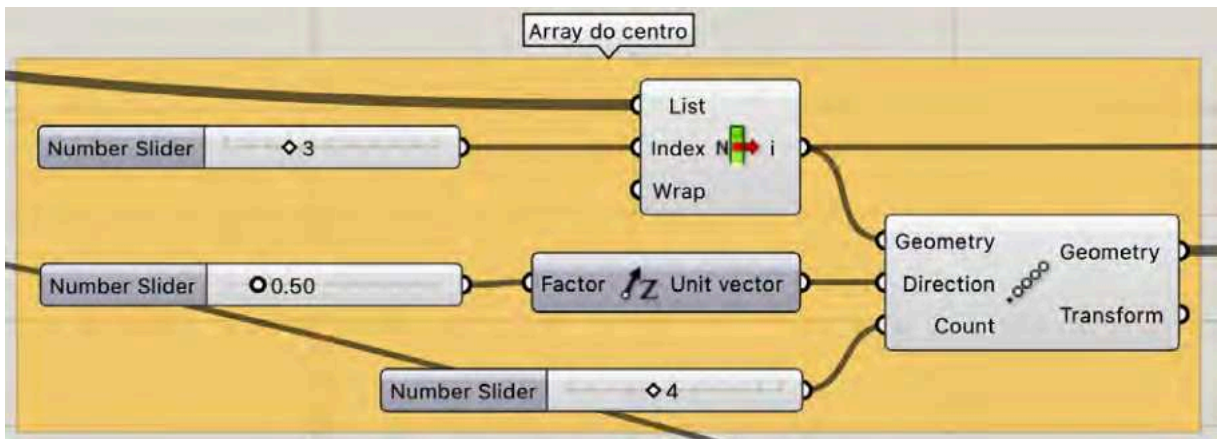 Array do centro
List
Number Slider 3
Index N i
Wrap
Geometry
Geometry
Number Slider 0.50
Factor Z Unit vector
Direction
Count
Transform
Number Slider 4